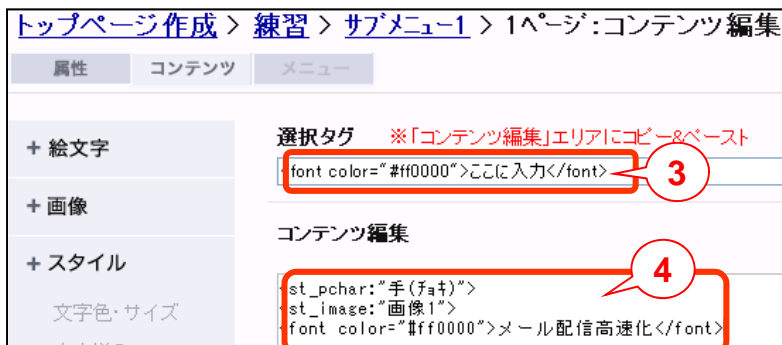 トップページ作成 > 練習 > サブメニュー1 > 1ページ:コンテンツ編集
属性 コンテンツ メニュー
+ 絵文字
+ 画像
+ スタイル
文字色・サイズ
選択タグ ※「コンテンツ編集」エリアにコピー&ペースト
<font color="#ff0000">ここに入力</font>
3
コンテンツ編集
4
<st_pchar:"手(チョキ)">
<st_image:"画像1">
<font color="#ff0000">メール配信高速化</font>